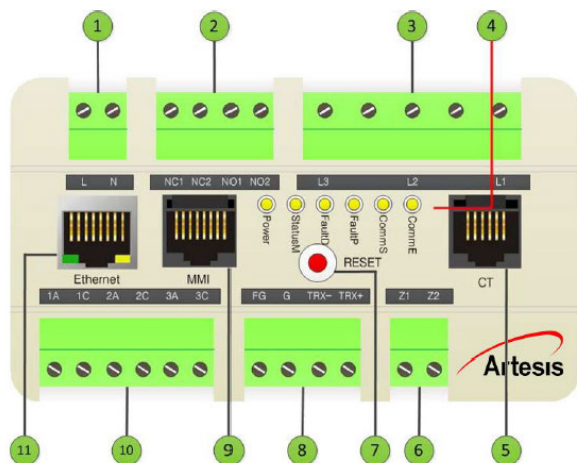 1 2 3 4
L N NC1 NC2 NO1 NO2 L3 L2 L1
Power StatusM FaultD FaultP CommS CommE
Ethernet MMI RESET CT
1A 1C 2A 2C 3A 3C FG G TRX− TRX+ Z1 Z2
Artesis
11 10 9 8 7 6 5